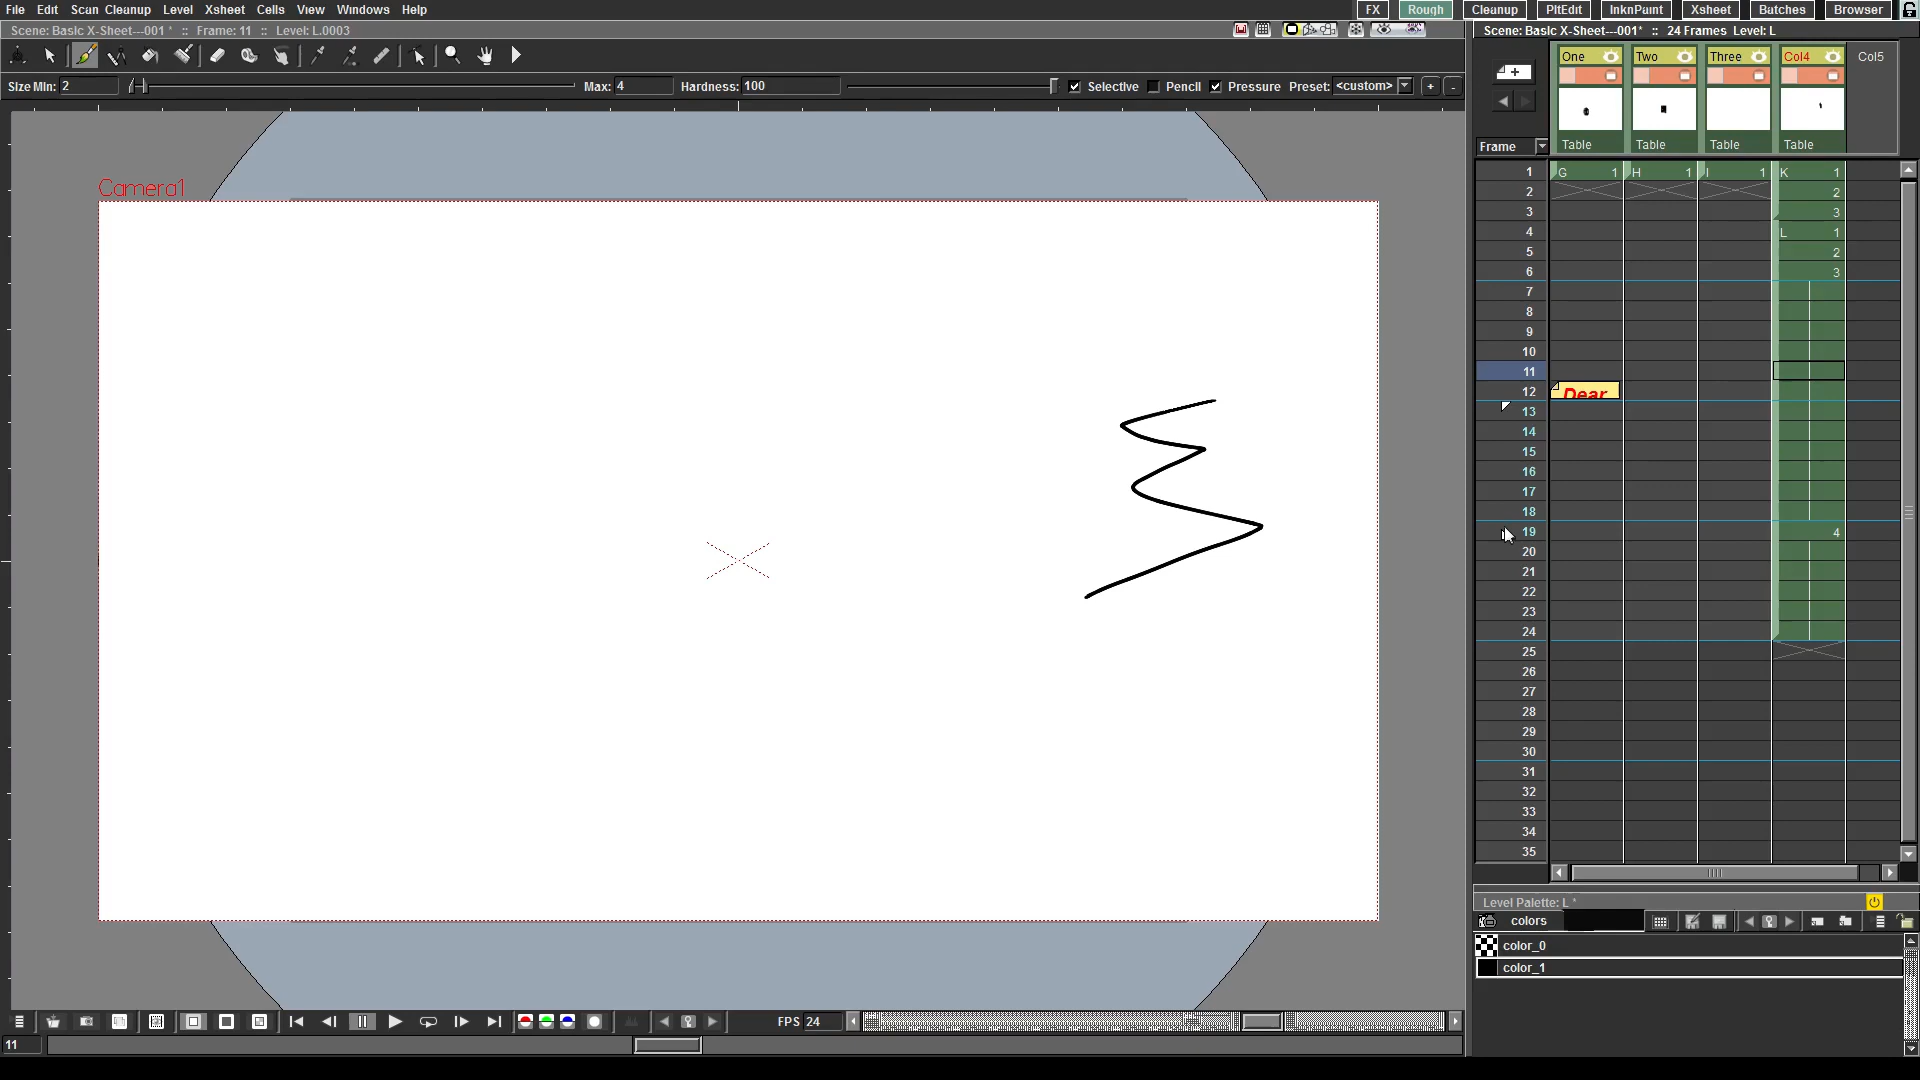 File Edit Scan Cleanup Level Xsheet Cells View Windows Help FX Rough Cleanup PltEdit InknPaint Xsheet Batches Browser
Scene: Basic X-Sheet---001 * :: Frame: 11 :: Level: L.0003
Scene: Basic X-Sheet---001* :: 24 Frames Level: L
Size Min: 2 Max: 4 Hardness: 100 Selective Pencil Pressure Preset: <custom> + -
One Two Three Col4 Col5
Table Table Table Table
Frame
Camera1
1 G 1 H 1 I 1 K 1
2 2
3 3
4 L 1
5 2
6 3
7
8
9
10
11
12 Dear
13
14
15
16
17
18
19 4
20
21
22
23
24
25
26
27
28
29
30
31
32
33
34
35
Level Palette: L *
colors
color_0
color_1
FPS 24
11